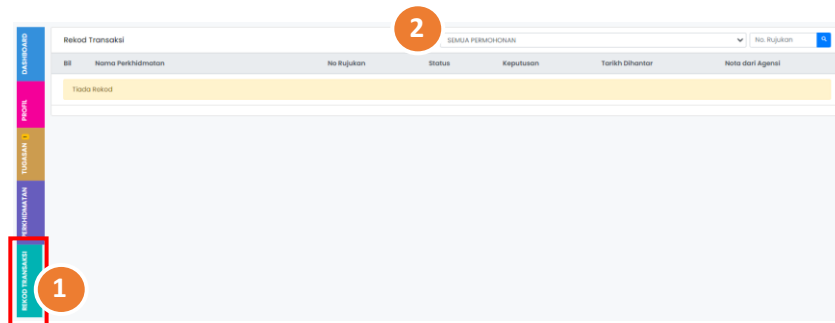 2
Rekod Transaksi
SEMUA PERMOHONAN
No. Rujukan
Bil Nama Perkhidmatan No Rujukan Status Keputusan Tarikh Dihantar Nota dari Agensi
Tiada Rekod
DASHBOARD
PROFIL
TUGASAN
PERKHIDMATAN
REKOD TRANSAKSI
1